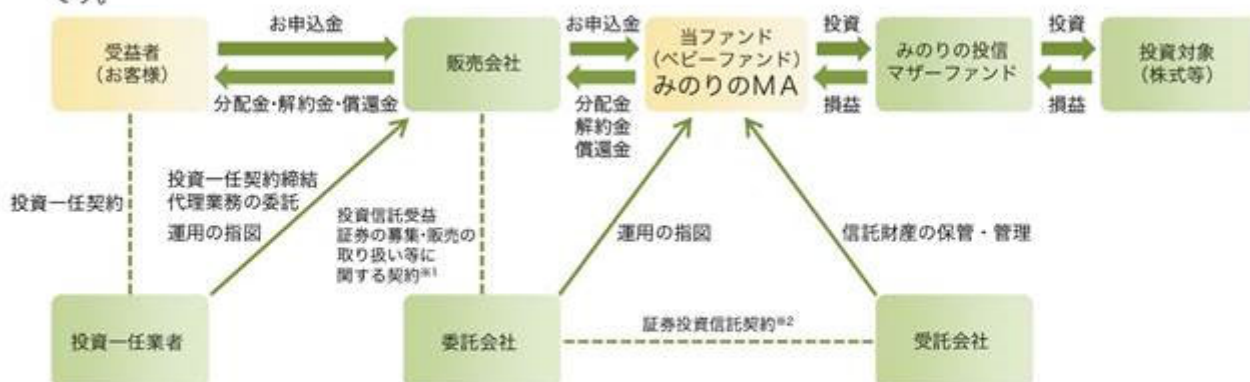 です。
お申込金
お申込金
投資
投資
受益者
（お客様）
販売会社
当ファンド
（ベビーファンド）
みのりのMA
みのりの投信
マザーファンド
投資対象
（株式等）
分配金・解約金・償還金
分配金
解約金
償還金
損益
損益
投資一任契約
投資一任契約締結
代理業務の委託
運用の指図
投資信託受益
証券の募集・販売の
取り扱い等に
関する契約※1
運用の指図
信託財産の保管・管理
投資一任業者
委託会社
証券投資信託契約※2
受託会社